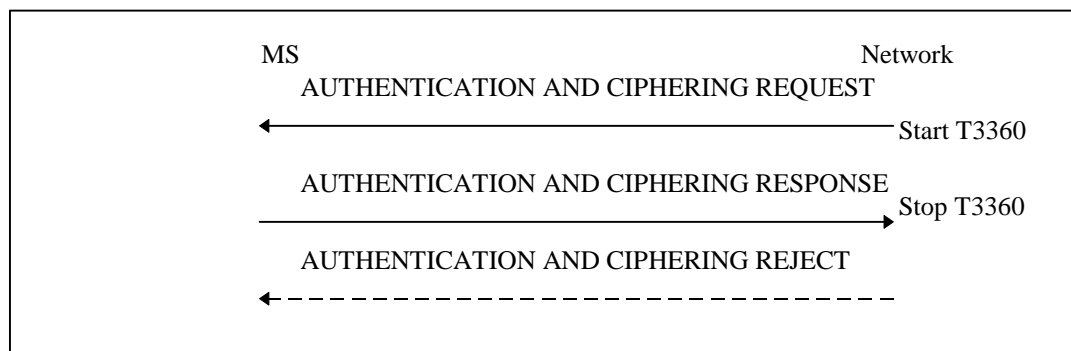 MS Network
AUTHENTICATION AND CIPHERING REQUEST
Start T3360
AUTHENTICATION AND CIPHERING RESPONSE
Stop T3360
AUTHENTICATION AND CIPHERING REJECT